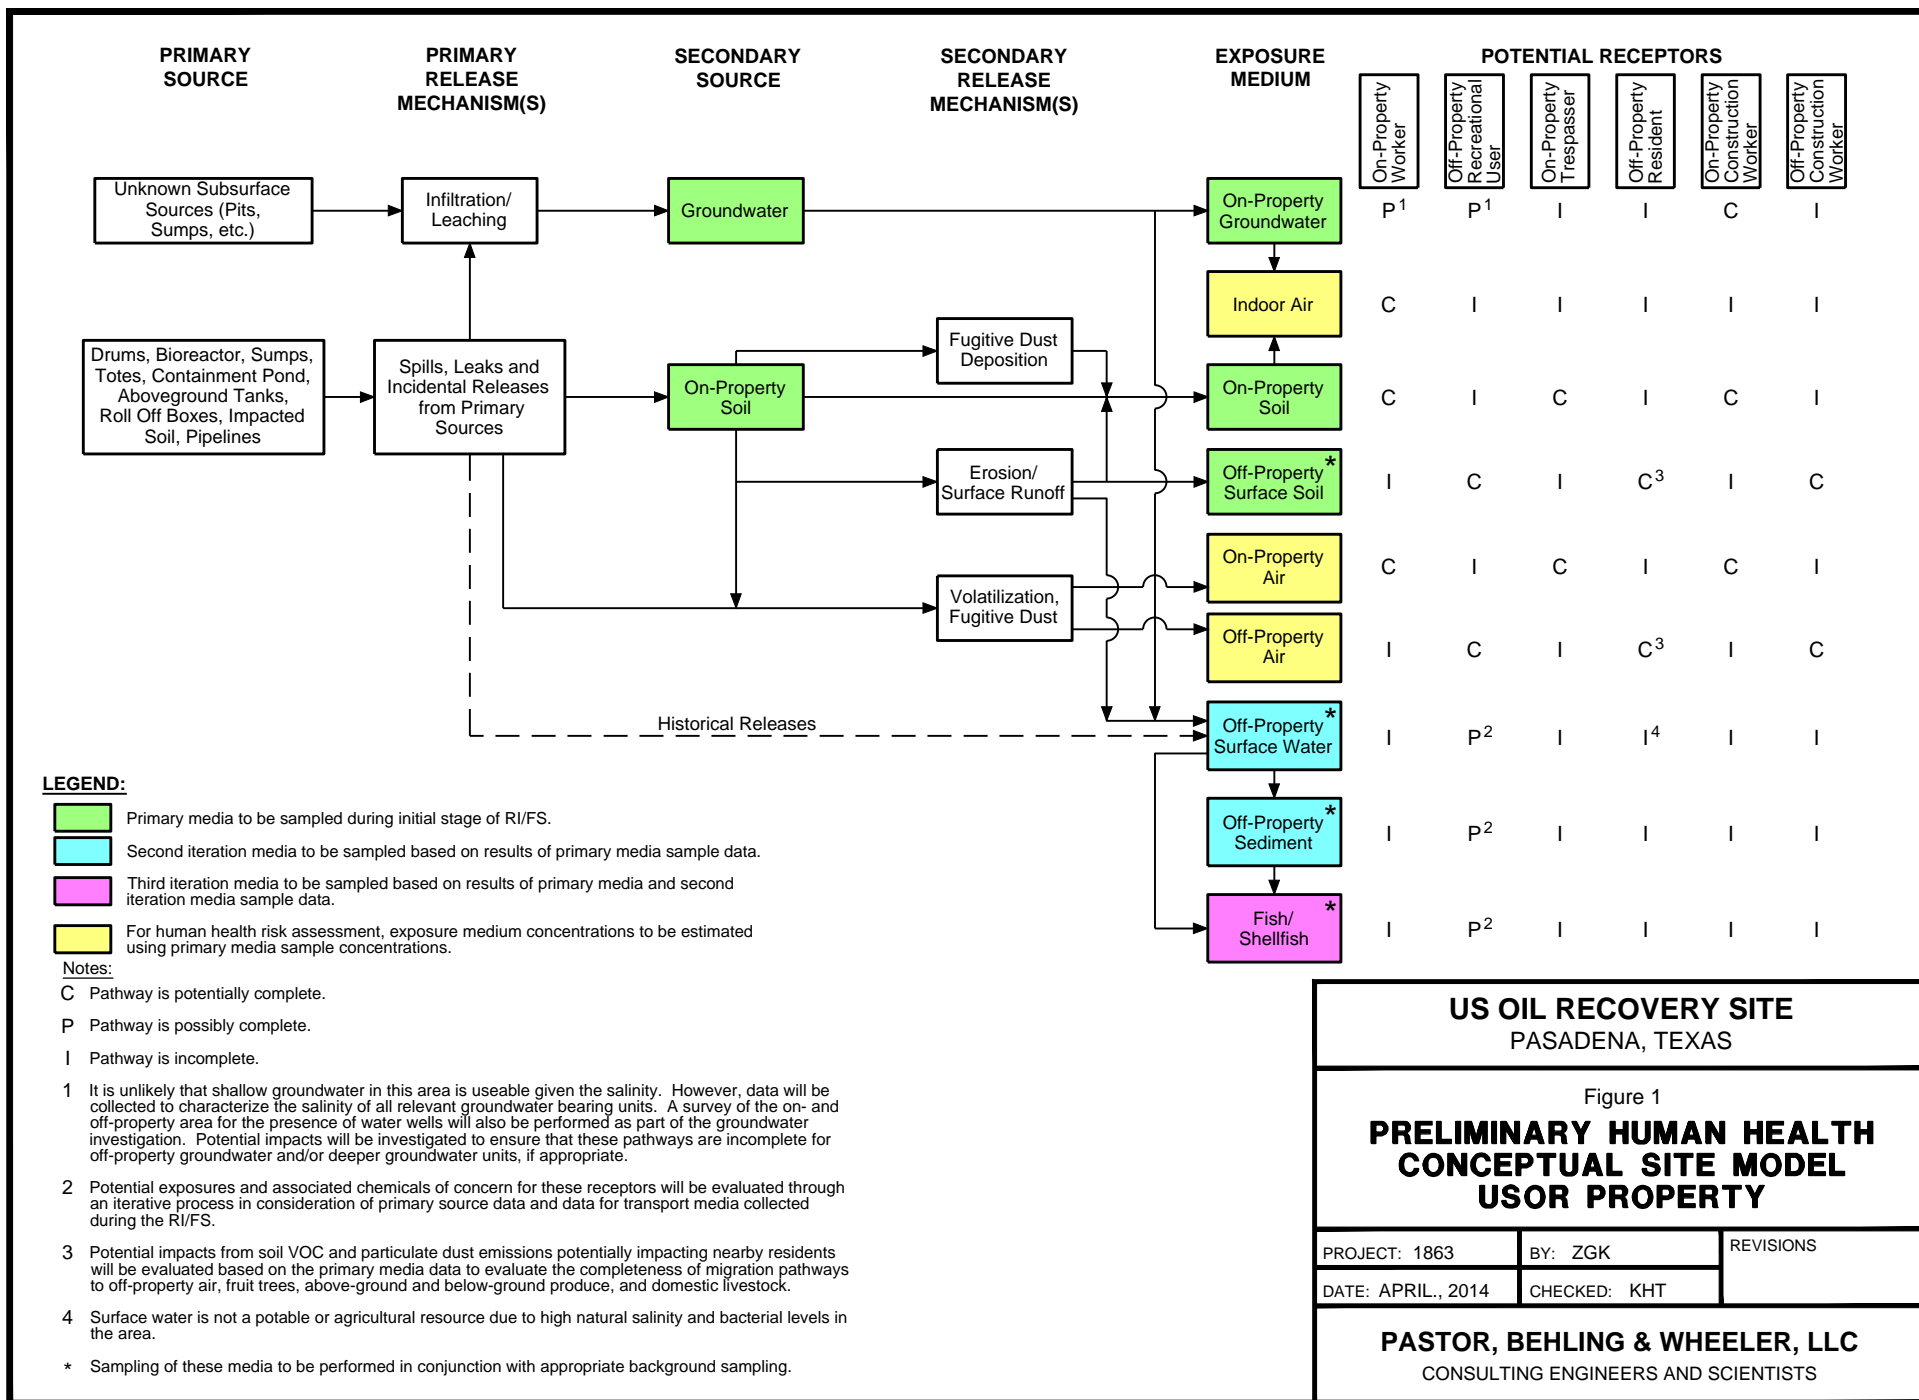 PRIMARY
SOURCE
PRIMARY
RELEASE
MECHANISM(S)
SECONDARY
SOURCE
SECONDARY
RELEASE
MECHANISM(S)
EXPOSURE
MEDIUM
POTENTIAL RECEPTORS
On-Property
Worker
Off-Property
Recreational
User
On-Property
Trespasser
Off-Property
Resident
On-Property
Construction
Worker
Off-Property
Construction
Worker
Unknown Subsurface
Sources (Pits,
Sumps, etc.)
Infiltration/
Leaching
Groundwater
On-Property
Groundwater
P1 P1 I I C I
Indoor Air
C I I I I I
Drums, Bioreactor, Sumps,
Totes, Containment Pond,
Aboveground Tanks,
Roll Off Boxes, Impacted
Soil, Pipelines
Spills, Leaks and
Incidental Releases
from Primary
Sources
On-Property
Soil
Fugitive Dust
Deposition
On-Property
Soil
C I C I C I
Erosion/
Surface Runoff
Off-Property *
Surface Soil
I C I C3 I C
Volatilization,
Fugitive Dust
On-Property
Air
C I C I C I
Off-Property
Air
I C I C3 I C
Historical Releases
Off-Property *
Surface Water
I P2 I I4 I I
Off-Property *
Sediment
I P2 I I I I
Fish/ *
Shellfish
I P2 I I I I
LEGEND:
Primary media to be sampled during initial stage of RI/FS.
Second iteration media to be sampled based on results of primary media sample data.
Third iteration media to be sampled based on results of primary media and second
iteration media sample data.
For human health risk assessment, exposure medium concentrations to be estimated
using primary media sample concentrations.
Notes:
C Pathway is potentially complete.
P Pathway is possibly complete.
I Pathway is incomplete.
1 It is unlikely that shallow groundwater in this area is useable given the salinity. However, data will be
collected to characterize the salinity of all relevant groundwater bearing units. A survey of the on- and
off-property area for the presence of water wells will also be performed as part of the groundwater
investigation. Potential impacts will be investigated to ensure that these pathways are incomplete for
off-property groundwater and/or deeper groundwater units, if appropriate.
2 Potential exposures and associated chemicals of concern for these receptors will be evaluated through
an iterative process in consideration of primary source data and data for transport media collected
during the RI/FS.
3 Potential impacts from soil VOC and particulate dust emissions potentially impacting nearby residents
will be evaluated based on the primary media data to evaluate the completeness of migration pathways
to off-property air, fruit trees, above-ground and below-ground produce, and domestic livestock.
4 Surface water is not a potable or agricultural resource due to high natural salinity and bacterial levels in
the area.
* Sampling of these media to be performed in conjunction with appropriate background sampling.
US OIL RECOVERY SITE
PASADENA, TEXAS
Figure 1
PRELIMINARY HUMAN HEALTH
CONCEPTUAL SITE MODEL
USOR PROPERTY
PROJECT: 1863
BY: ZGK
REVISIONS
DATE: APRIL., 2014
CHECKED: KHT
PASTOR, BEHLING & WHEELER, LLC
CONSULTING ENGINEERS AND SCIENTISTS